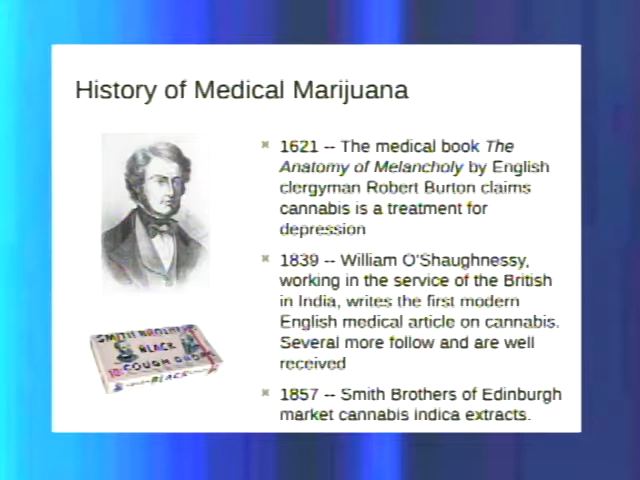 History of Medical Marijuana
1621 -- The medical book The
Anatomy of Melancholy by English
clergyman Robert Burton claims
cannabis is a treatment for
depression
1839 -- William O'Shaughnessy,
working in the service of the British
in India, writes the first modern
English medical article on cannabis.
Several more follow and are well
received
1857 -- Smith Brothers of Edinburgh
market cannabis indica extracts.
SMITH BROTHERS
BLACK
COUGH DROPS
BLACK